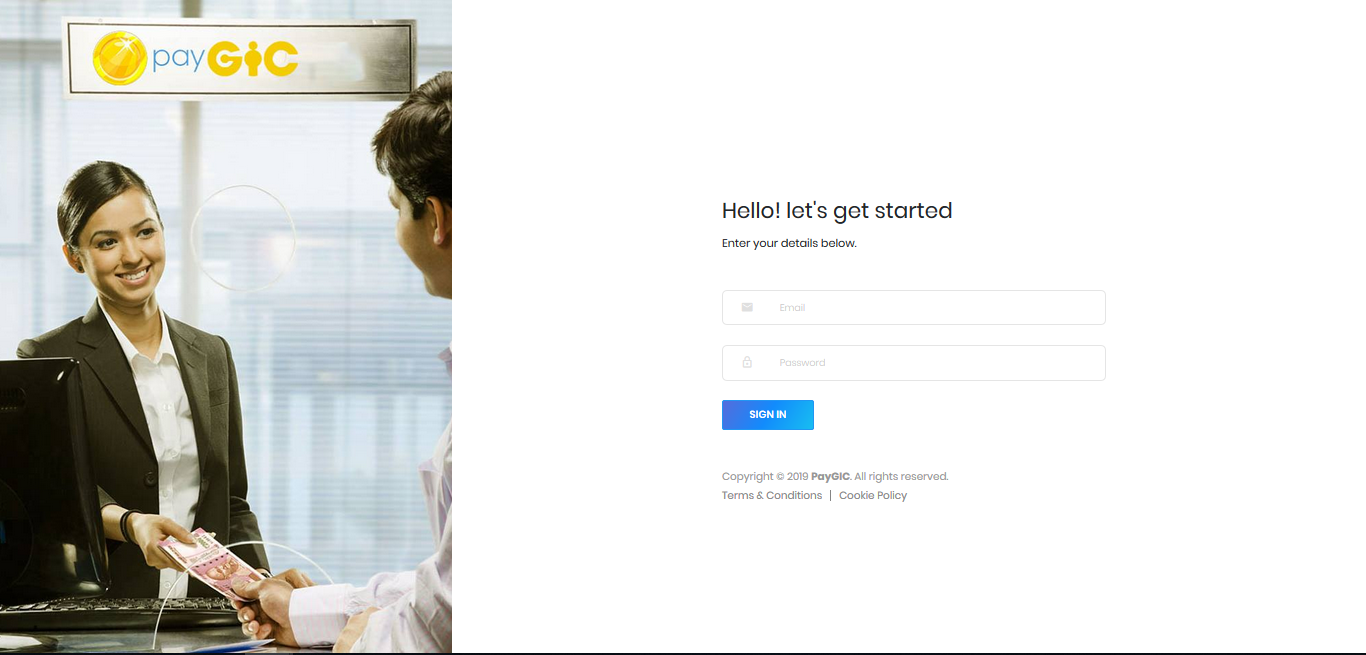 payGiC
Hello! let's get started
Enter your details below.
Email
Password
SIGN IN
Copyright © 2019 PayGIC. All rights reserved.
Terms & Conditions | Cookie Policy